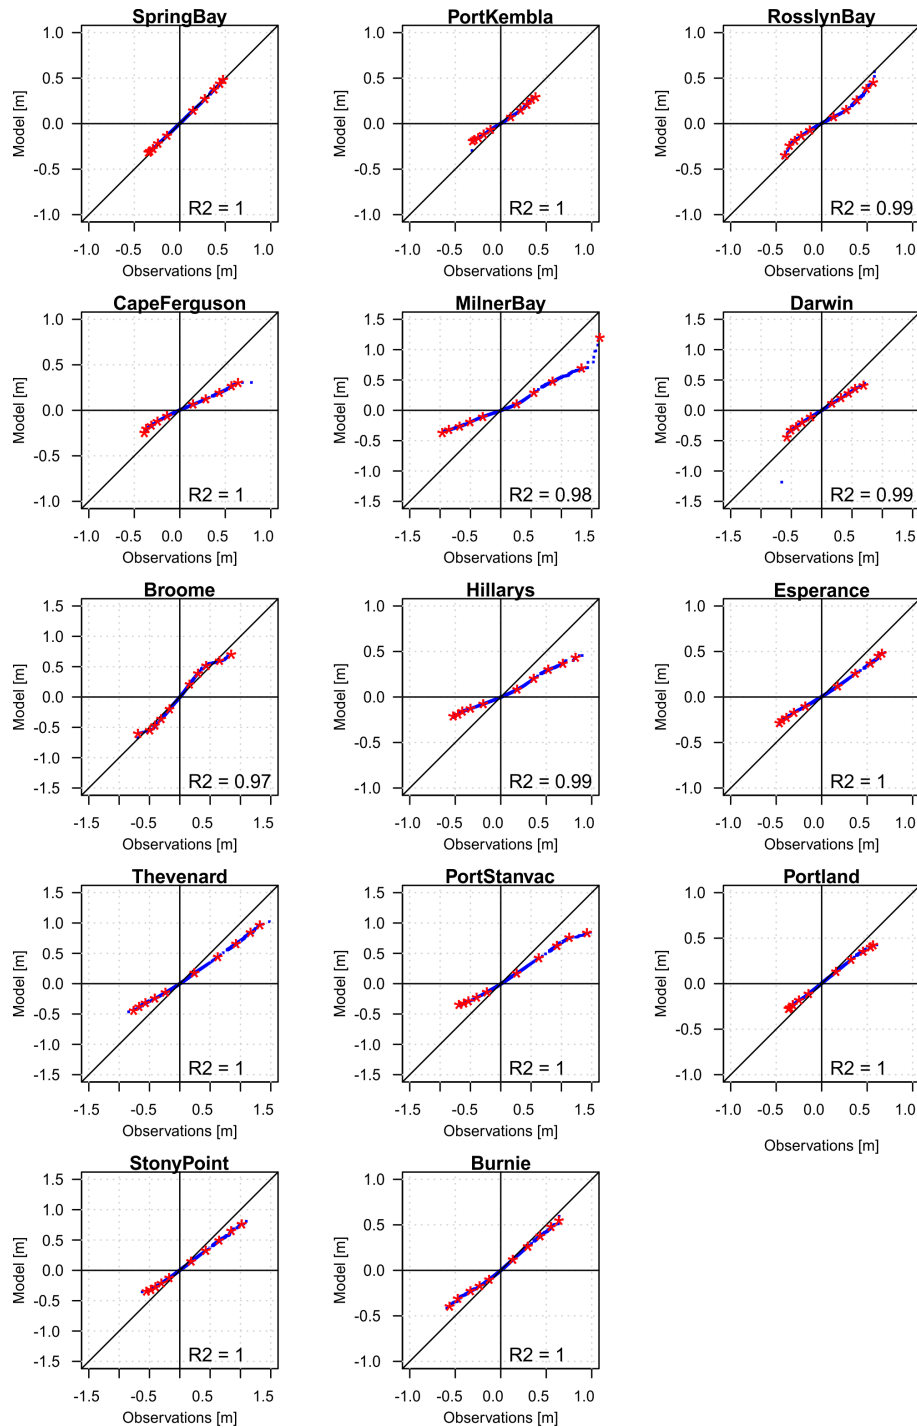 SpringBay
PortKembla
RosslynBay
1.0
0.5
0.0
-0.5
-1.0
Model [m]
R2 = 1
-1.0 0.0 0.5 1.0
Observations [m]
1.0
0.5
0.0
-0.5
-1.0
Model [m]
R2 = 1
-1.0 0.0 0.5 1.0
Observations [m]
1.0
0.5
0.0
-0.5
-1.0
Model [m]
R2 = 0.99
-1.0 0.0 0.5 1.0
Observations [m]
CapeFerguson
MilnerBay
Darwin
1.0
0.5
0.0
-0.5
-1.0
Model [m]
R2 = 1
-1.0 0.0 0.5 1.0
Observations [m]
1.5
1.0
0.5
0.0
-0.5
-1.0
-1.5
Model [m]
R2 = 0.98
-1.5 -0.5 0.5 1.5
Observations [m]
1.5
1.0
0.5
0.0
-0.5
-1.0
-1.5
Model [m]
R2 = 0.99
-1.5 -0.5 0.5 1.5
Observations [m]
Broome
Hillarys
Esperance
1.5
1.0
0.5
0.0
-0.5
-1.0
-1.5
Model [m]
R2 = 0.97
-1.5 -0.5 0.5 1.5
Observations [m]
1.0
0.5
0.0
-0.5
-1.0
Model [m]
R2 = 0.99
-1.0 0.0 0.5 1.0
Observations [m]
1.0
0.5
0.0
-0.5
-1.0
Model [m]
R2 = 1
-1.0 0.0 0.5 1.0
Observations [m]
Thevenard
PortStanvac
Portland
1.5
1.0
0.5
0.0
-0.5
-1.0
-1.5
Model [m]
R2 = 1
-1.5 -0.5 0.5 1.5
Observations [m]
1.5
1.0
0.5
0.0
-0.5
-1.0
-1.5
Model [m]
R2 = 1
-1.5 -0.5 0.5 1.5
Observations [m]
1.0
0.5
0.0
-0.5
-1.0
Model [m]
R2 = 1
-1.0 0.0 0.5 1.0
Observations [m]
StonyPoint
Burnie
1.5
1.0
0.5
0.0
-0.5
-1.0
-1.5
Model [m]
R2 = 1
-1.5 -0.5 0.5 1.5
Observations [m]
1.0
0.5
0.0
-0.5
-1.0
Model [m]
R2 = 1
-1.0 0.0 0.5 1.0
Observations [m]